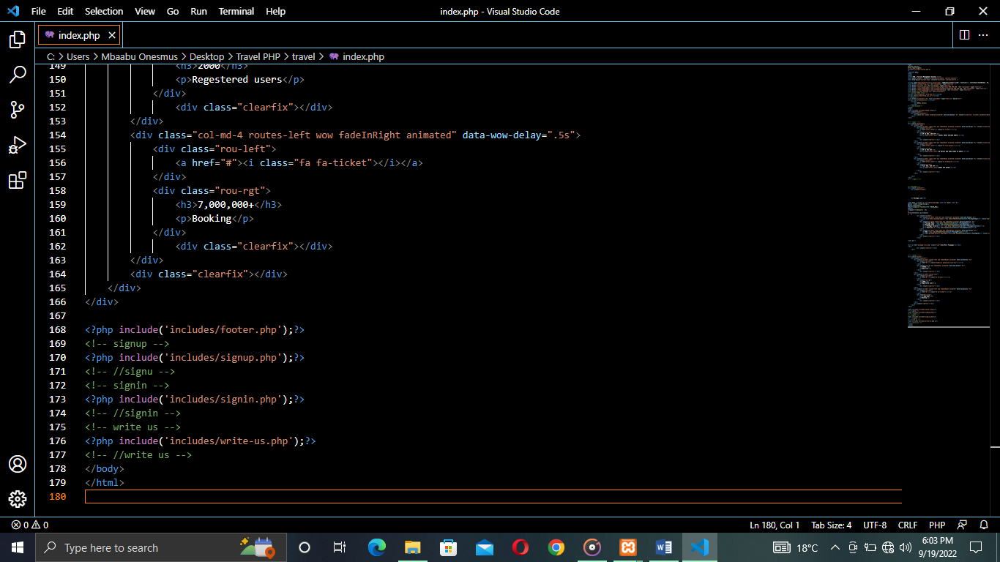 File Edit Selection View Go Run Terminal Help index.php - Visual Studio Code
index.php
C: > Users > Mbaabu Onesmus > Desktop > Travel PHP > travel > index.php
149 <h3>2000</h3>
150 <p>Regestered users</p>
151 </div>
152 <div class="clearfix"></div>
153 </div>
154 <div class="col-md-4 routes-left wow fadeInRight animated" data-wow-delay=".5s">
155 <div class="rou-left">
156 <a href="#"><i class="fa fa-ticket"></i></a>
157 </div>
158 <div class="rou-rgt">
159 <h3>7,000,000+</h3>
160 <p>Booking</p>
161 </div>
162 <div class="clearfix"></div>
163 </div>
164 <div class="clearfix"></div>
165 </div>
166 </div>
167
168 <?php include('includes/footer.php');?>
169 <!-- signup -->
170 <?php include('includes/signup.php');?>
171 <!-- //signu -->
172 <!-- signin -->
173 <?php include('includes/signin.php');?>
174 <!-- //signin -->
175 <!-- write us -->
176 <?php include('includes/write-us.php');?>
177 <!-- //write us -->
178 </body>
179 </html>
180
0 0 Ln 180, Col 1 Tab Size: 4 UTF-8 CRLF PHP
Type here to search 18°C 6:03 PM
9/19/2022